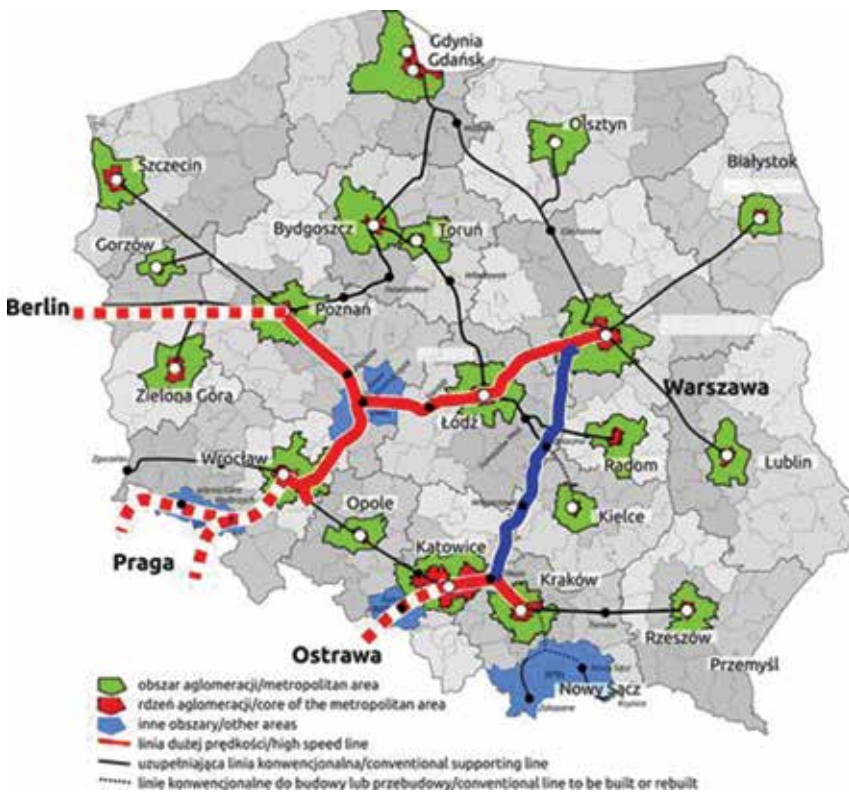 Gdynia
Gdańsk
Olsztyn
Szczecin
Białystok
Bydgoszcz
Toruń
Gorzów
Berlin
Poznań
Warszawa
Zielona Góra
Łódź
Wrocław
Radom
Lublin
Opole
Kielce
Praga
Katowice
Kraków
Ostrawa
Rzeszów
Przemyśl
Nowy Sącz
obszar aglomeracji/metropolitan area
rdzeń aglomeracji/core of the metropolitan area
inne obszary/other areas
linia dużej prędkości/high speed line
uzupełniająca linia konwencjonalna/conventional supporting line
linie konwencjonalne do budowy lub przebudowy/conventional line to be built or rebuilt